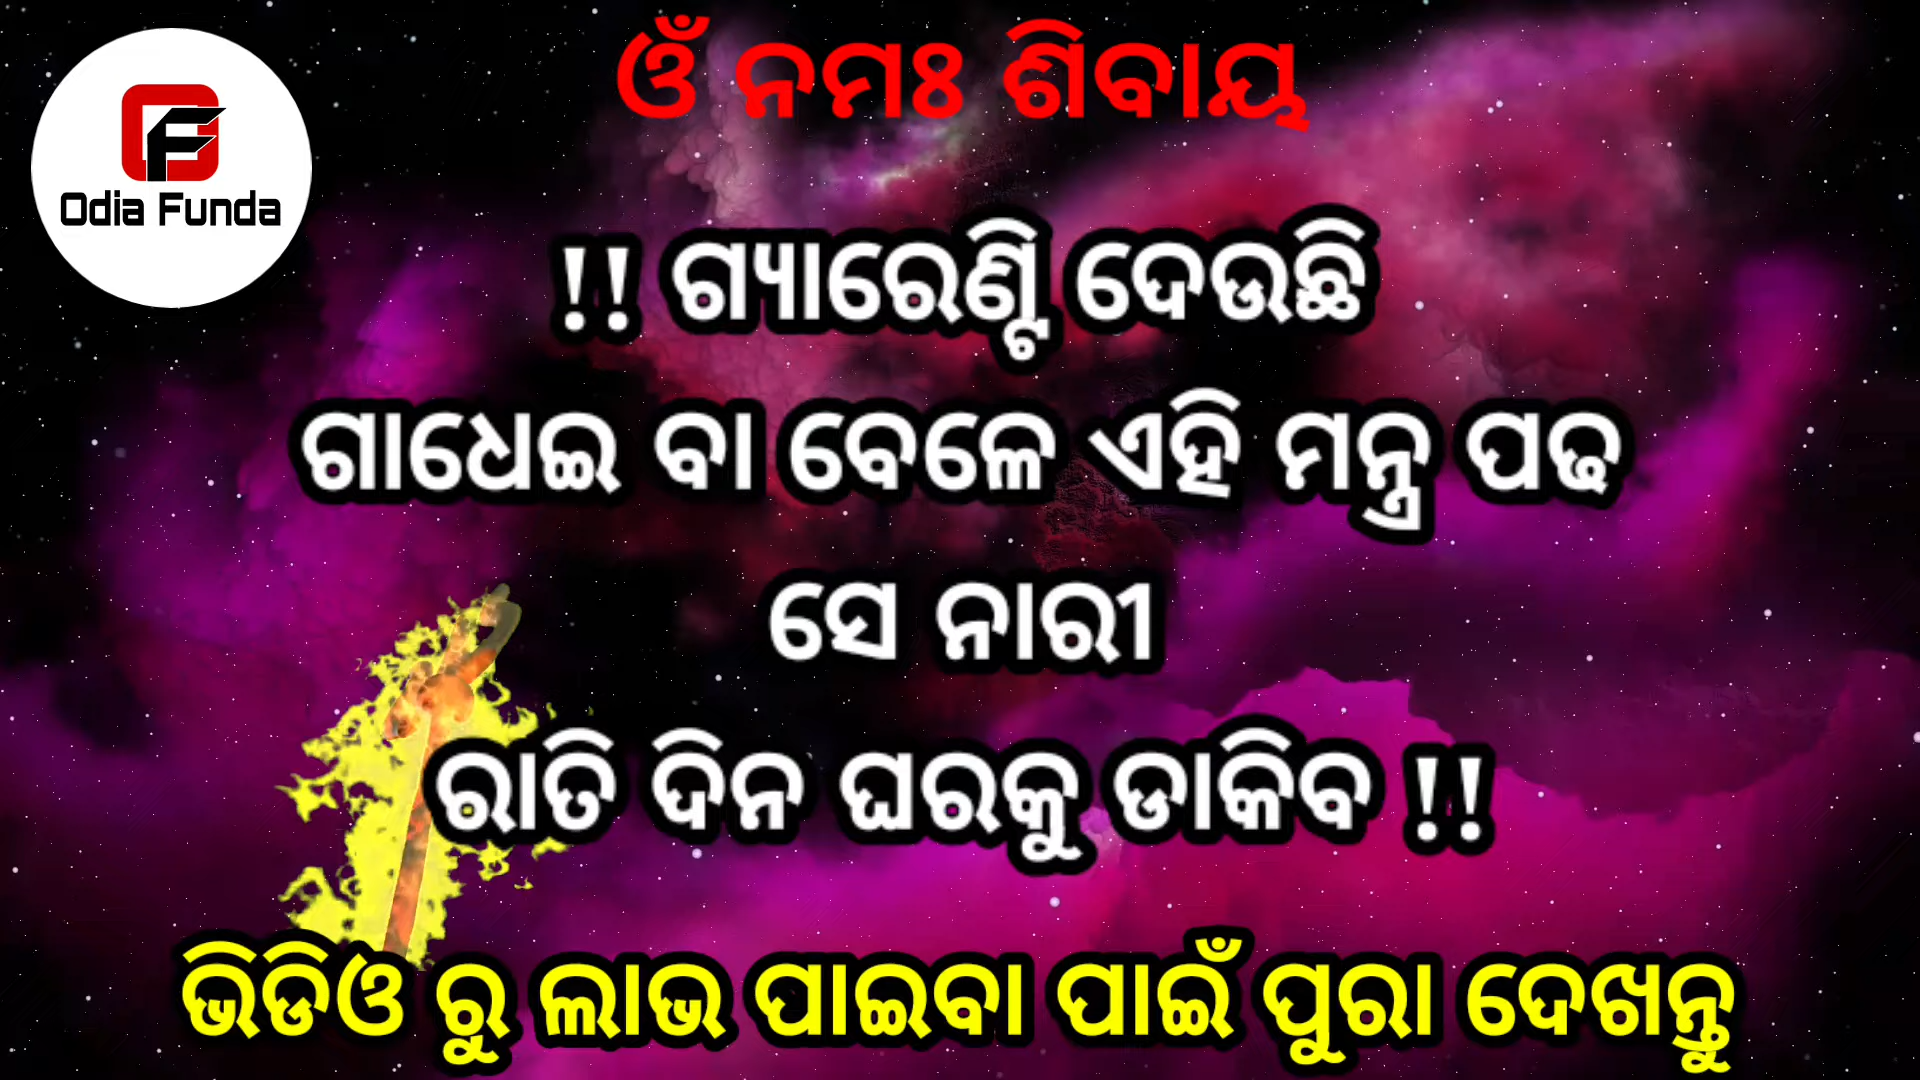 ଓଁ ନମଃ ଶିବାୟ
Odia Funda
!! ଗ୍ୟାରେଣ୍ଟି ଦେଉଛି
ଗାଧେଇ ବା ବେଳେ ଏହି ମନ୍ତ୍ର ପଢ
ସେ ନାରୀ
ରାତି ଦିନ ଘରକୁ ଡାକିବ !!
ଭିଡିଓ ରୁ ଲାଭ ପାଇବା ପାଇଁ ପୁରା ଦେଖନ୍ତୁ